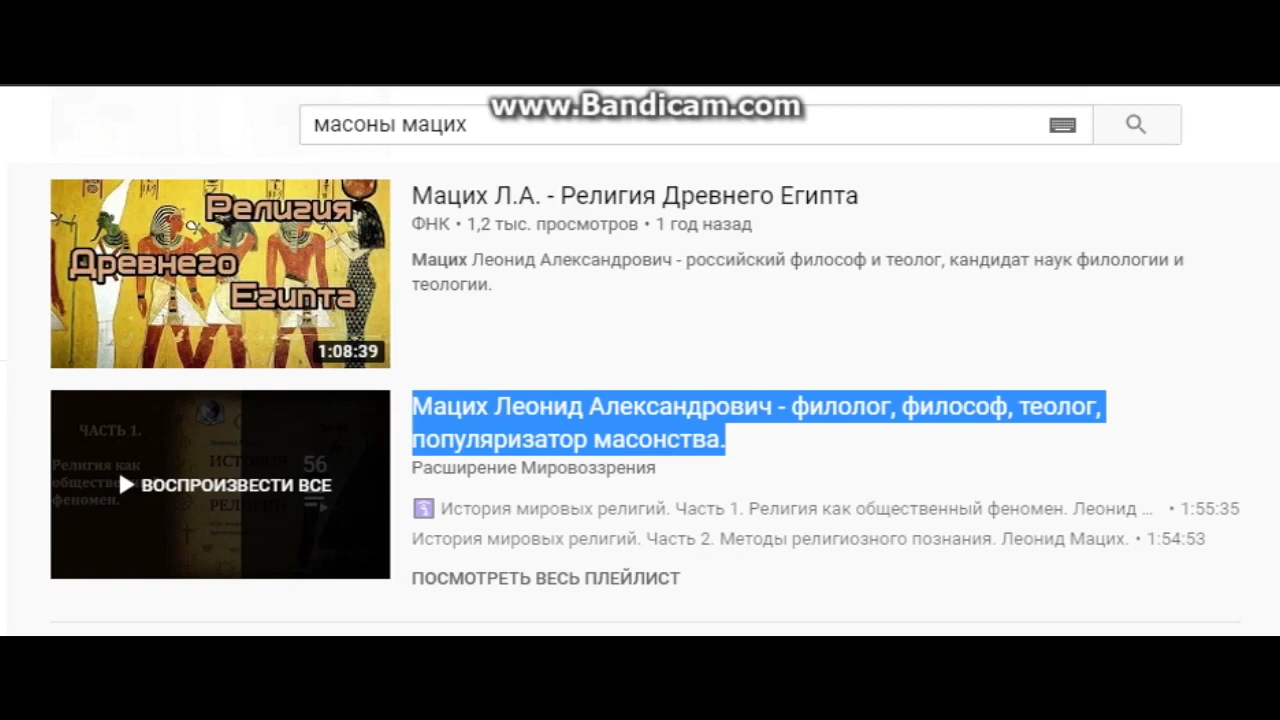 www.Bandicam.com
масоны мацих
Религия
Древнего
Египта
1:08:39
Мацих Л.А. - Религия Древнего Египта
ФНК • 1,2 тыс. просмотров • 1 год назад
Мацих Леонид Александрович - российский философ и теолог, кандидат наук филологии и
теологии.
ЧАСТЬ 1.
Религия как
феномен.
56
ВОСПРОИЗВЕСТИ ВСЕ
Мацих Леонид Александрович - филолог, философ, теолог,
популяризатор масонства.
Расширение Мировоззрения
История мировых религий. Часть 1. Религия как общественный феномен. Леонид ... • 1:55:35
История мировых религий. Часть 2. Методы религиозного познания. Леонид Мацих. • 1:54:53
ПОСМОТРЕТЬ ВЕСЬ ПЛЕЙЛИСТ